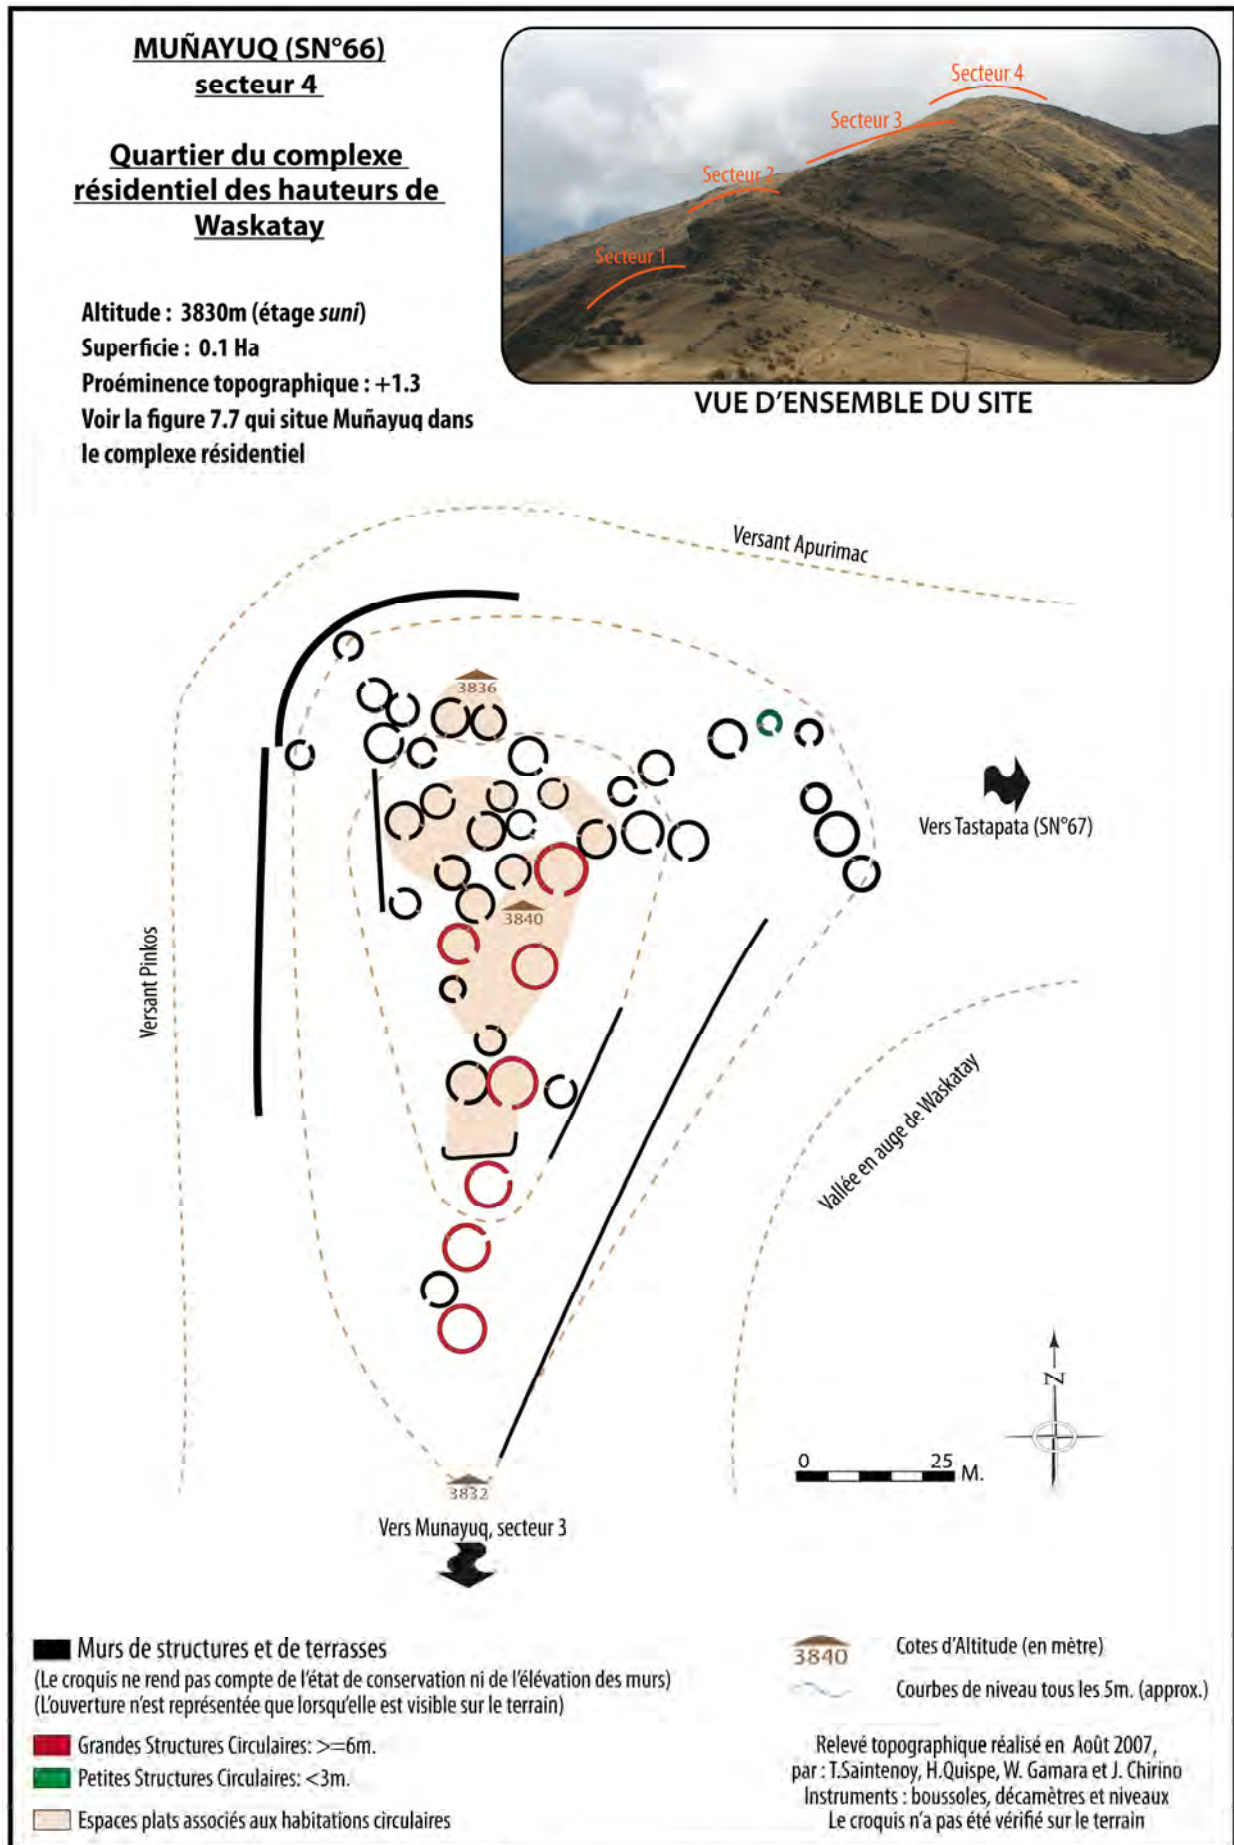 MUÑAYUQ (SN°66)
secteur 4
Quartier du complexe
résidentiel des hauteurs de
Waskatay
Altitude : 3830m (étage suni)
Superficie : 0.1 Ha
Proéminence topographique : +1.3
Voir la figure 7.7 qui situe Muñayuq dans
le complexe résidentiel
Secteur 4
Secteur 3
Secteur 2
Secteur 1
VUE D'ENSEMBLE DU SITE
Versant Apurimac
3836
Vers Tastapata (SN°67)
3840
Versant Pinkos
Vallée en auge de Waskatay
N
0 25 M.
3832
Vers Munayuq, secteur 3
Murs de structures et de terrasses
(Le croquis ne rend pas compte de l'état de conservation ni de l'élévation des murs)
(L'ouverture n'est représentée que lorsqu'elle est visible sur le terrain)
Grandes Structures Circulaires: >=6m.
Petites Structures Circulaires: <3m.
Espaces plats associés aux habitations circulaires
3840 Cotes d'Altitude (en mètre)
Courbes de niveau tous les 5m. (approx.)
Relevé topographique réalisé en Août 2007,
par : T.Saintenoy, H.Quispe, W. Gamara et J. Chirino
Instruments : boussoles, décamètres et niveaux
Le croquis n'a pas été vérifié sur le terrain